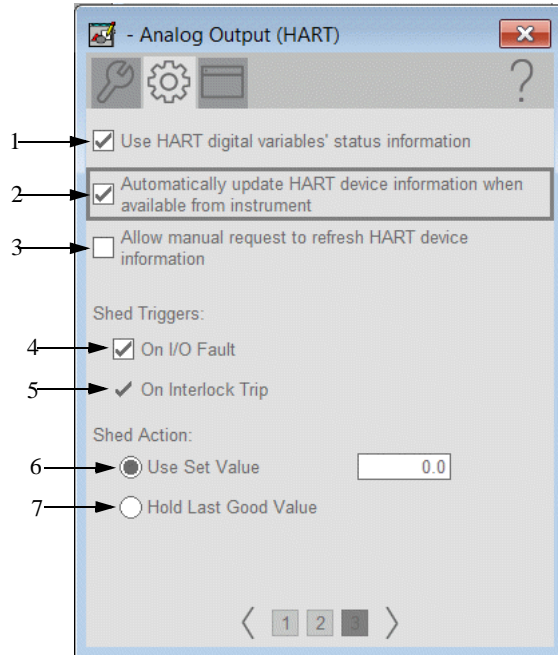 - Analog Output (HART)
?
1
Use HART digital variables' status information
2
Automatically update HART device information when
available from instrument
3
Allow manual request to refresh HART device
information
Shed Triggers:
4
On I/O Fault
5
On Interlock Trip
Shed Action:
6
Use Set Value 0.0
7
Hold Last Good Value
1 2 3